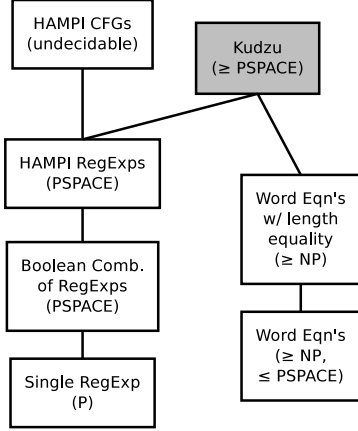 HAMPI CFGs
(undecidable)
Kudzu
(≥ PSPACE)
HAMPI RegExps
(PSPACE)
Word Eqn's
w/ length
equality
(≥ NP)
Boolean Comb.
of RegExps
(PSPACE)
Word Eqn's
(≥ NP,
≤ PSPACE)
Single RegExp
(P)